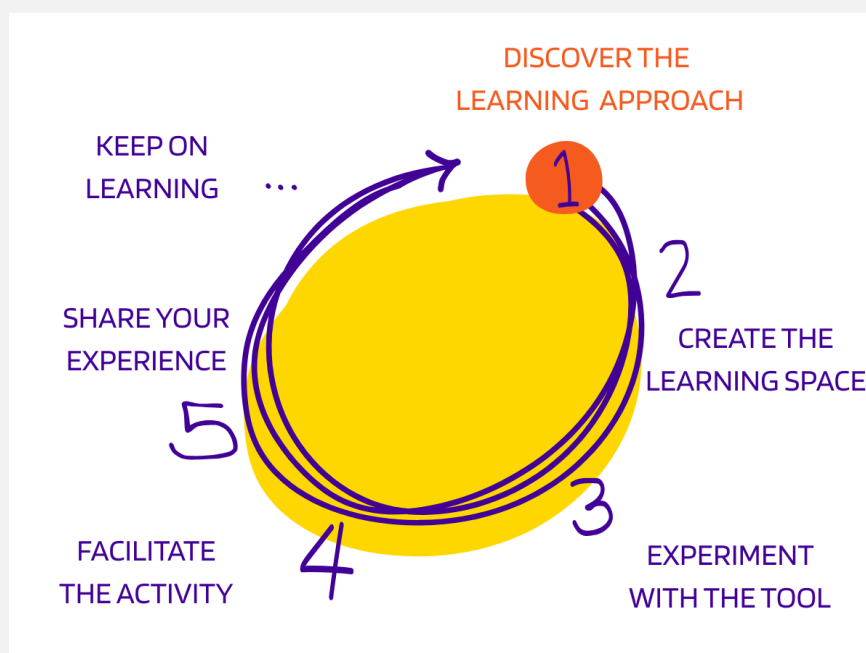 DISCOVER THE
LEARNING APPROACH
1
2
CREATE THE
LEARNING SPACE
3
EXPERIMENT
WITH THE TOOL
4
FACILITATE
THE ACTIVITY
5
SHARE YOUR
EXPERIENCE
...
KEEP ON
LEARNING